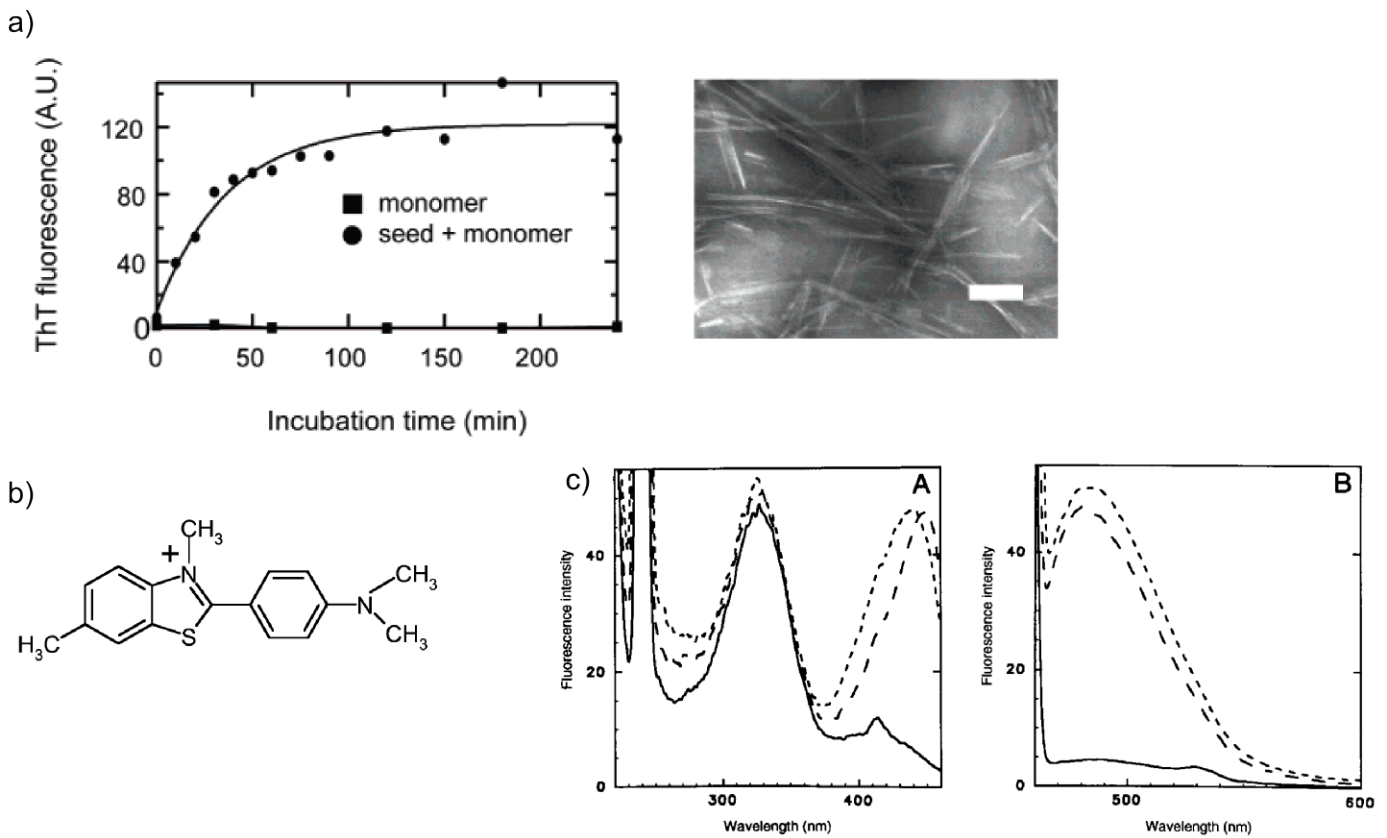 a)
ThT fluorescence (A.U.)
120
80
40
0
monomer
seed + monomer
0 50 100 150 200
Incubation time (min)
b)
CH3
+
N
S
H3C
N
CH3
CH3
c)
A
Fluorescence intensity
40
20
0
300 400
Wavelength (nm)
B
Fluorescence intensity
40
20
0
500 600
Wavelength (nm)